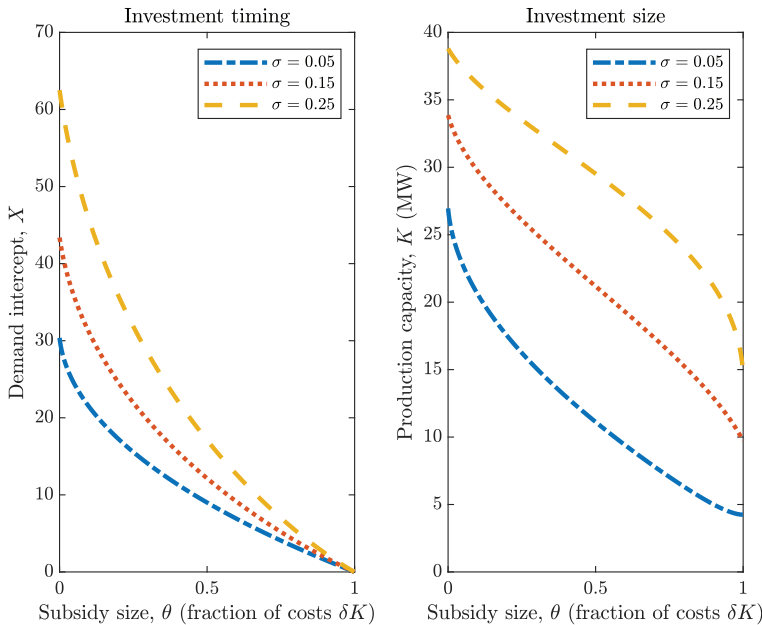 Investment timing
70
60
50
40
30
20
10
0
0
0.5
1
Demand intercept, X
Subsidy size, θ (fraction of costs δK)
σ = 0.05
σ = 0.15
σ = 0.25
Investment size
40
35
30
25
20
15
10
5
0
0
0.5
1
Production capacity, K (MW)
Subsidy size, θ (fraction of costs δK)
σ = 0.05
σ = 0.15
σ = 0.25